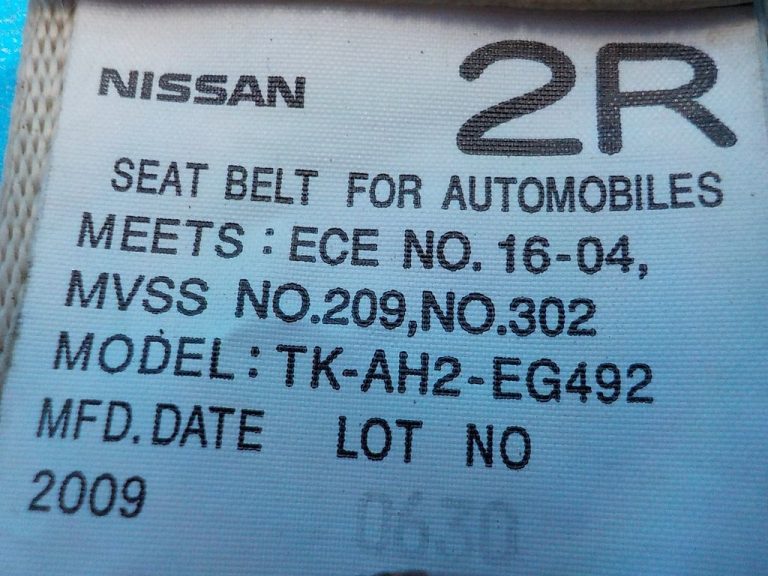 NISSAN 2R
SEAT BELT FOR AUTOMOBILES
MEETS : ECE NO. 16-04,
MVSS NO.209,NO.302
MODEL : TK-AH2-EG492
MFD. DATE LOT NO
2009 0630